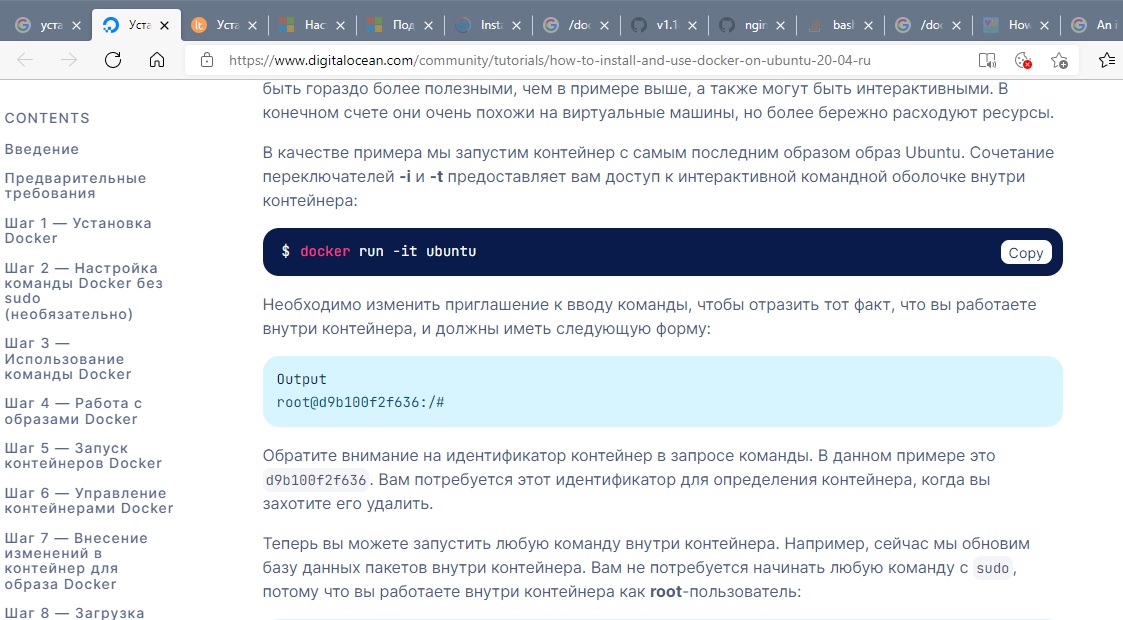 уста
Уста
Уста
Нас
Под
Insta
/doc
v1.1
ngin
bash
/doc
How
An i
https://www.digitalocean.com/community/tutorials/how-to-install-and-use-docker-on-ubuntu-20-04-ru
CONTENTS
Введение
Предварительные
требования
Шаг 1 — Установка
Docker
Шаг 2 — Настройка
команды Docker без
sudo
(необязательно)
Шаг 3 —
Использование
команды Docker
Шаг 4 — Работа с
образами Docker
Шаг 5 — Запуск
контейнеров Docker
Шаг 6 — Управление
контейнерами Docker
Шаг 7 — Внесение
изменений в
контейнер для
образа Docker
Шаг 8 — Загрузка
быть гораздо более полезными, чем в примере выше, а также могут быть интерактивными. В
конечном счете они очень похожи на виртуальные машины, но более бережно расходуют ресурсы.
В качестве примера мы запустим контейнер с самым последним образом образ Ubuntu. Сочетание
переключателей -i и -t предоставляет вам доступ к интерактивной командной оболочке внутри
контейнера:
$ docker run -it ubuntu
Copy
Необходимо изменить приглашение к вводу команды, чтобы отразить тот факт, что вы работаете
внутри контейнера, и должны иметь следующую форму:
Output
root@d9b100f2f636:/#
Обратите внимание на идентификатор контейнер в запросе команды. В данном примере это
d9b100f2f636. Вам потребуется этот идентификатор для определения контейнера, когда вы
захотите его удалить.
Теперь вы можете запустить любую команду внутри контейнера. Например, сейчас мы обновим
базу данных пакетов внутри контейнера. Вам не потребуется начинать любую команду с sudo,
потому что вы работаете внутри контейнера как root-пользователь: